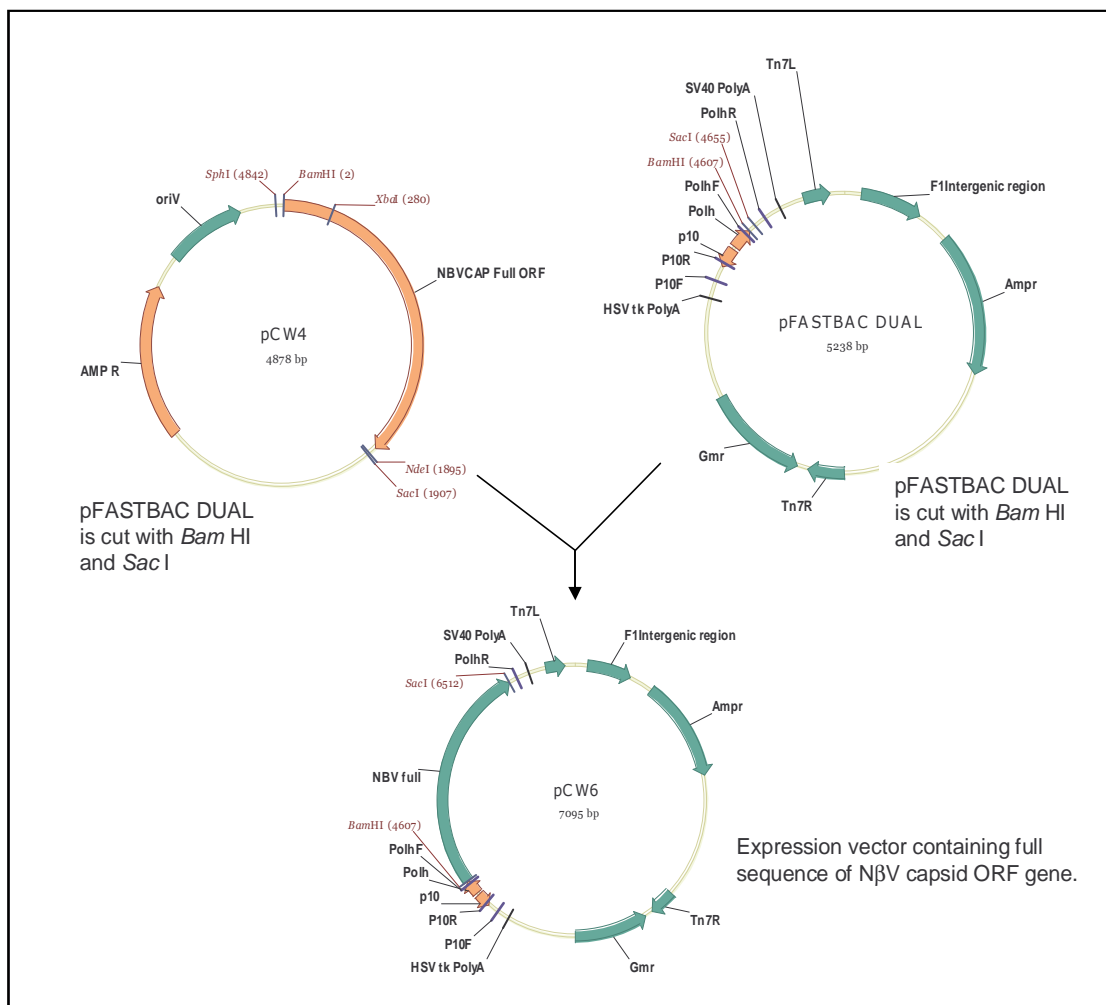 SphI (4842)
BamHI (2)
XbaI (280)
oriV
NBVCAP Full ORF
pCW4
4878 bp
AMP R
NdeI (1895)
SacI (1907)
pFASTBAC DUAL
is cut with Bam HI
and Sac I
Tn7L
SV40 PolyA
PolhR
SacI (4655)
BamHI (4607)
PolhF
Polh
p10
P10R
P10F
HSV tk PolyA
F1 Intergenic region
Ampr
pFASTBAC DUAL
5238 bp
Gmr
Tn7R
pFASTBAC DUAL
is cut with Bam HI
and Sac I
Tn7L
SV40 PolyA
PolhR
SacI (6512)
F1 Intergenic region
Ampr
NBV full
pCW6
7095 bp
BamHI (4607)
PolhF
Polh
p10
P10R
P10F
HSV tk PolyA
Gmr
Tn7R
Expression vector containing full
sequence of NβV capsid ORF gene.